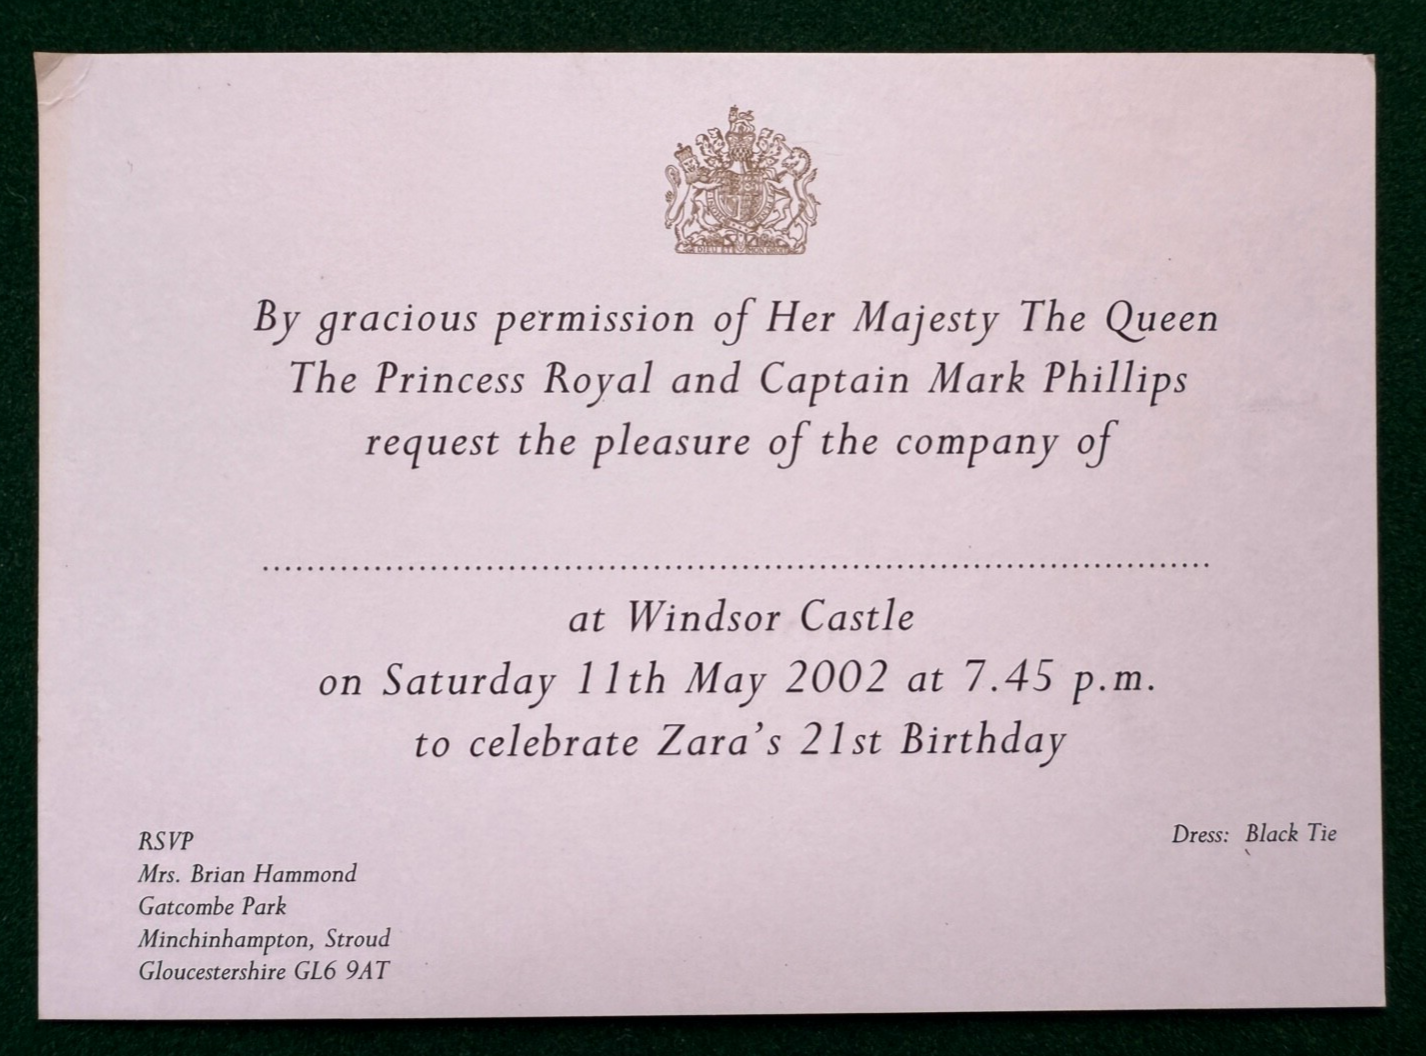 By gracious permission of Her Majesty The Queen
The Princess Royal and Captain Mark Phillips
request the pleasure of the company of
at Windsor Castle
on Saturday 11th May 2002 at 7.45 p.m.
to celebrate Zara's 21st Birthday
RSVP
Mrs. Brian Hammond
Gatcombe Park
Minchinhampton, Stroud
Gloucestershire GL6 9AT
Dress: Black Tie